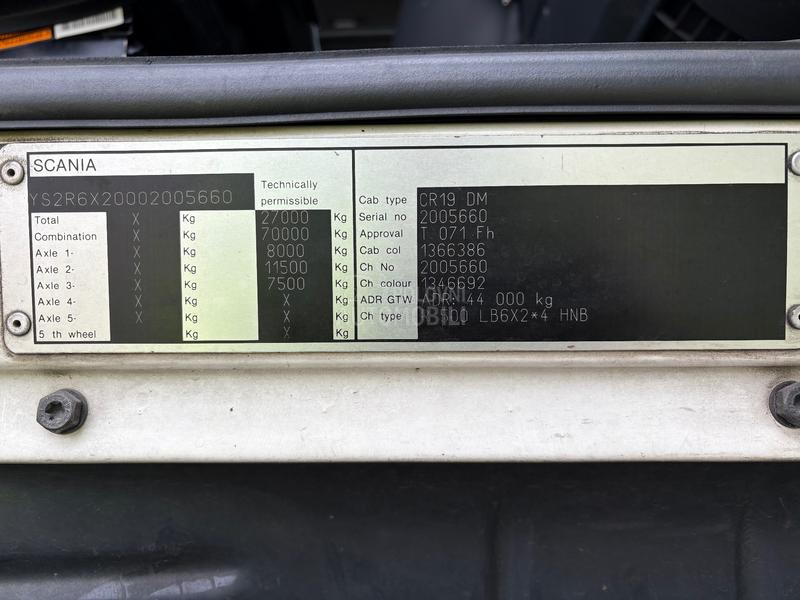 SCANIA
YS2R6X20002005660
Technically
permissible
Total X Kg 27000 Kg
Combination X Kg 70000 Kg
Axle 1- X Kg 8000 Kg
Axle 2- X Kg 11500 Kg
Axle 3- X Kg 7500 Kg
Axle 4- X Kg X Kg
Axle 5- X Kg X Kg
5 th wheel Kg X Kg
Cab type CR19 DM
Serial no 2005660
Approval T 071 Fh
Cab col 1366386
Ch No 2005660
Ch colour 1346692
ADR GTW ADR: 44 000 kg
Ch type LB6X2*4 HNB